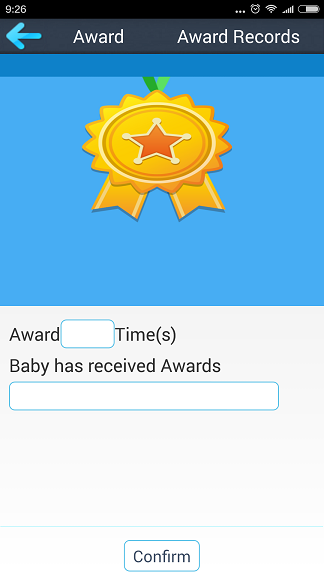 9:26
Award Award Records
Award Time(s)
Baby has received Awards
Confirm